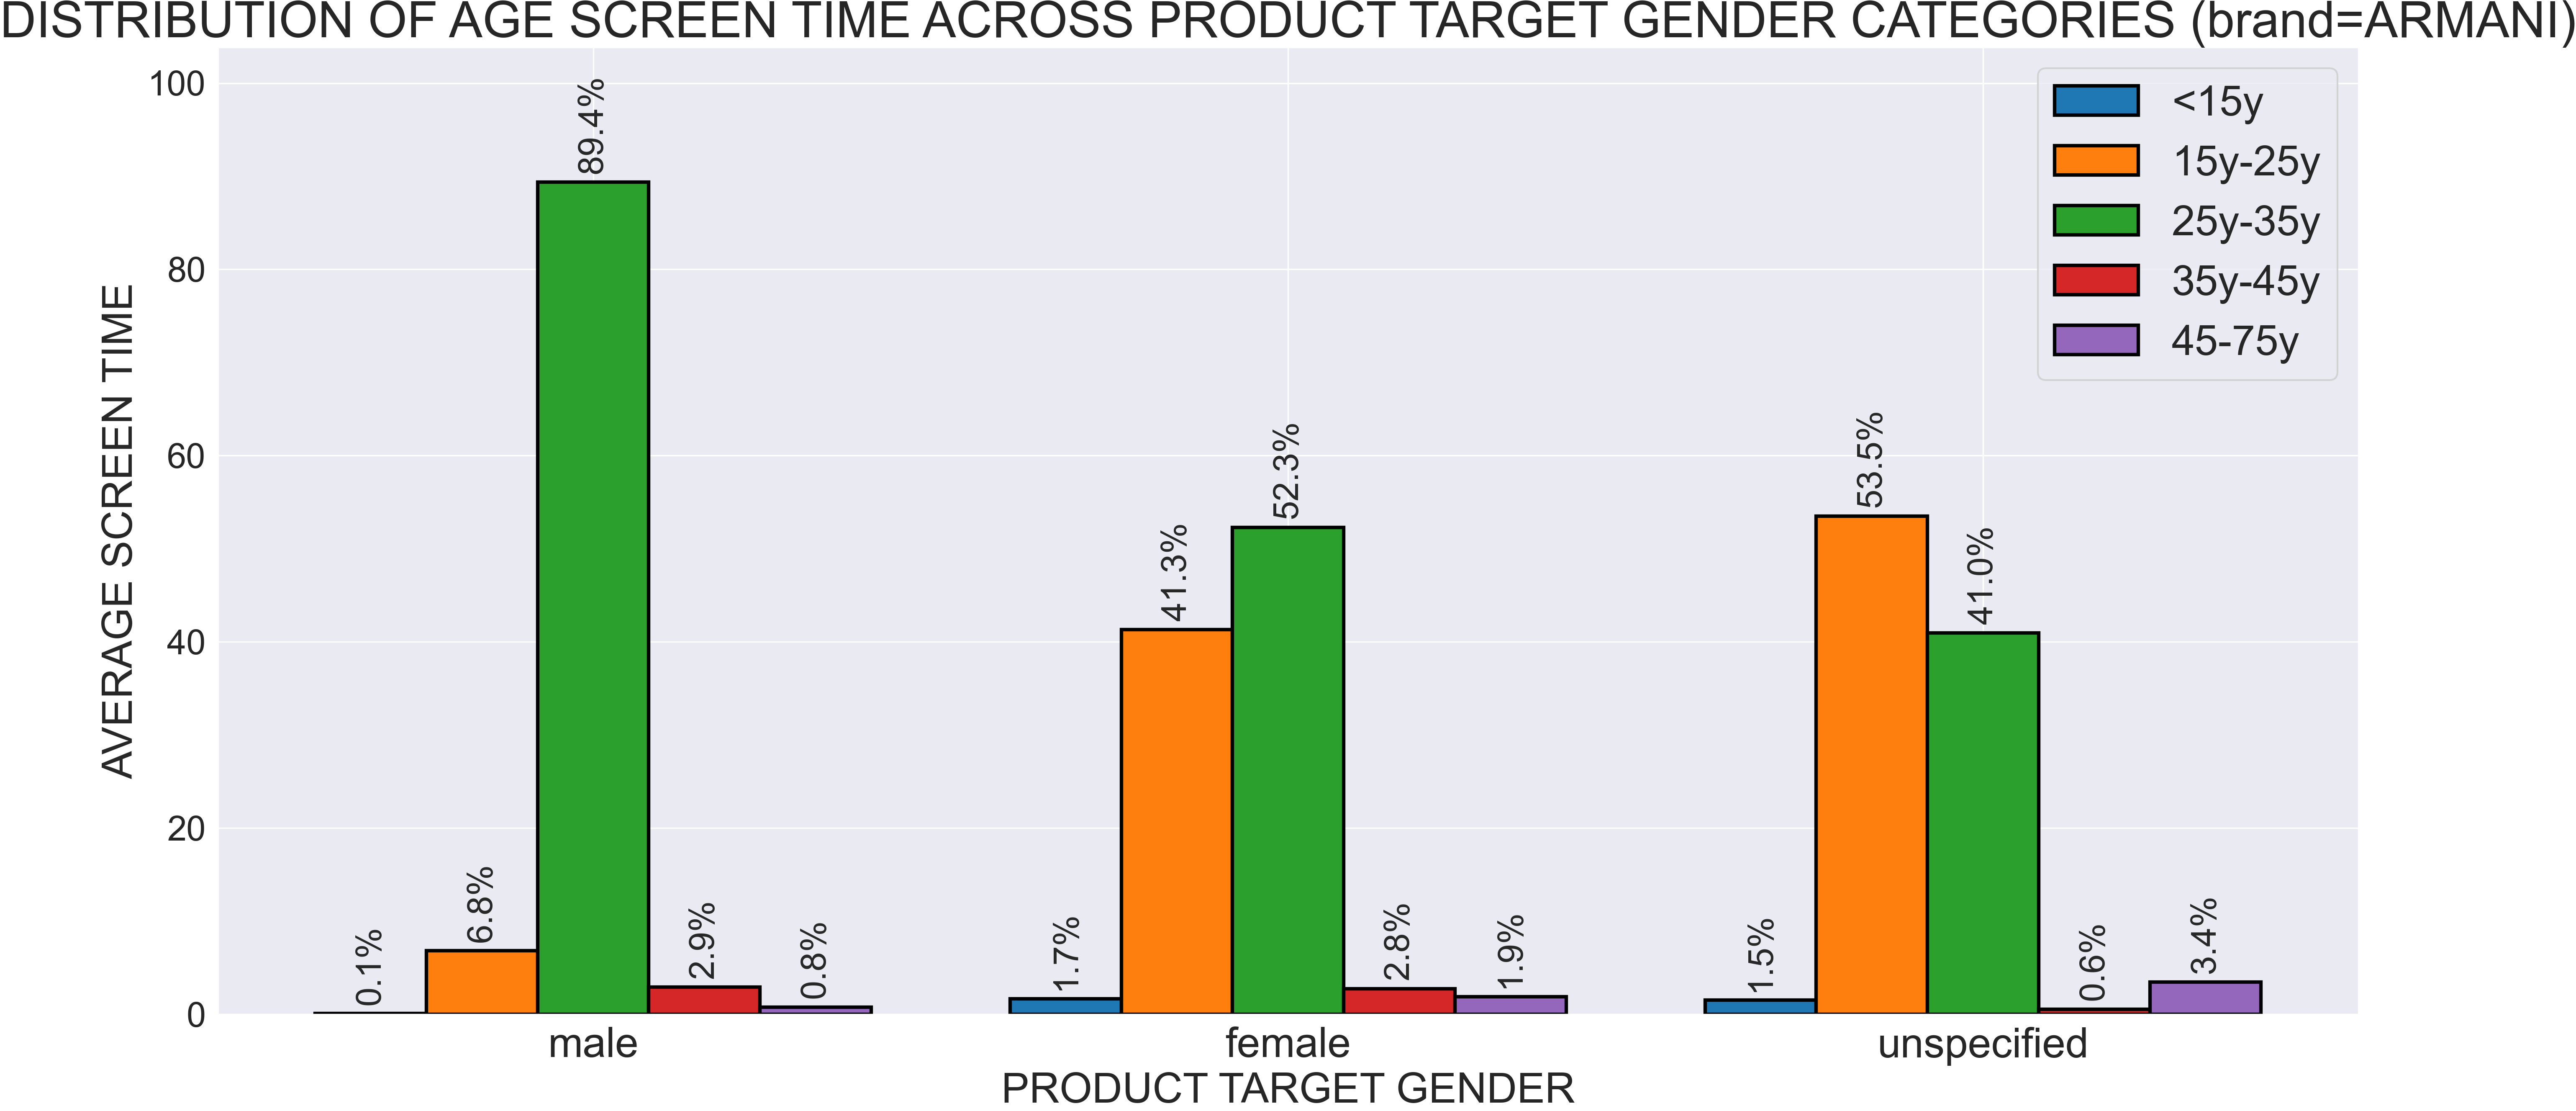 DISTRIBUTION OF AGE SCREEN TIME ACROSS PRODUCT TARGET GENDER CATEGORIES (brand=ARMANI)
AVERAGE SCREEN TIME
100
80
60
40
20
0
<15y
15y-25y
25y-35y
35y-45y
45-75y
0.1%
6.8%
89.4%
2.9%
0.8%
1.7%
41.3%
52.3%
2.8%
1.9%
1.5%
53.5%
41.0%
0.6%
3.4%
male
female
unspecified
PRODUCT TARGET GENDER